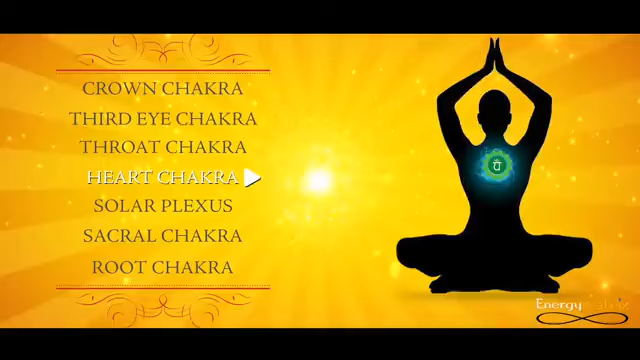 CROWN CHAKRA
THIRD EYE CHAKRA
THROAT CHAKRA
HEART CHAKRA
SOLAR PLEXUS
SACRAL CHAKRA
ROOT CHAKRA
Energy